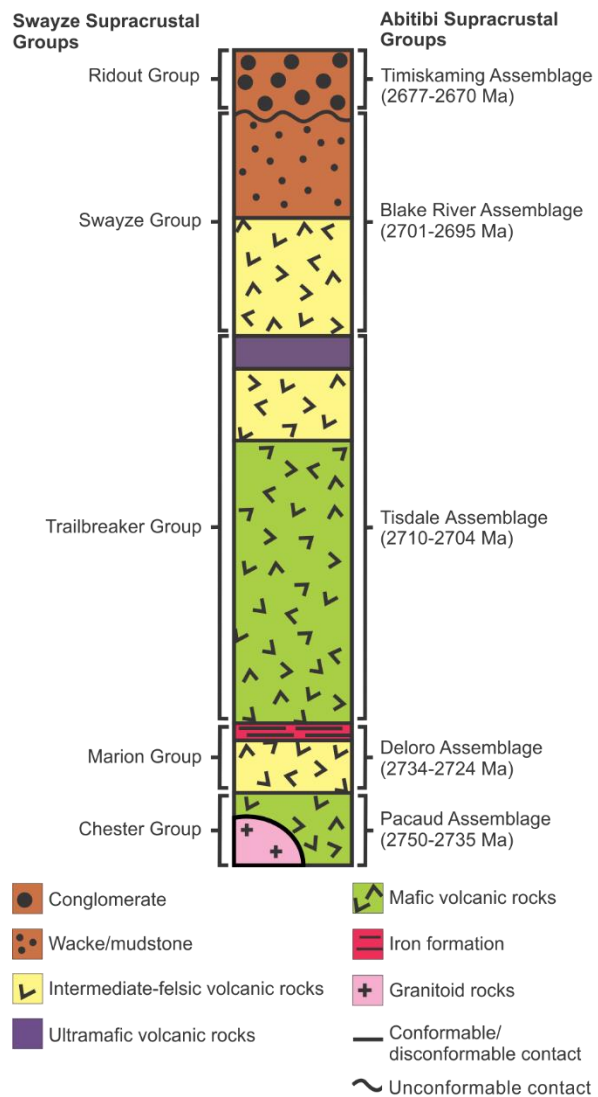 Swayze Supracrustal
Groups
Abitibi Supracrustal
Groups
Ridout Group
Timiskaming Assemblage
(2677-2670 Ma)
Swayze Group
Blake River Assemblage
(2701-2695 Ma)
Trailbreaker Group
Tisdale Assemblage
(2710-2704 Ma)
Marion Group
Deloro Assemblage
(2734-2724 Ma)
Chester Group
Pacaud Assemblage
(2750-2735 Ma)
Conglomerate
Wacke/mudstone
Intermediate-felsic volcanic rocks
Ultramafic volcanic rocks
Mafic volcanic rocks
Iron formation
Granitoid rocks
Conformable/
disconformable contact
Unconformable contact